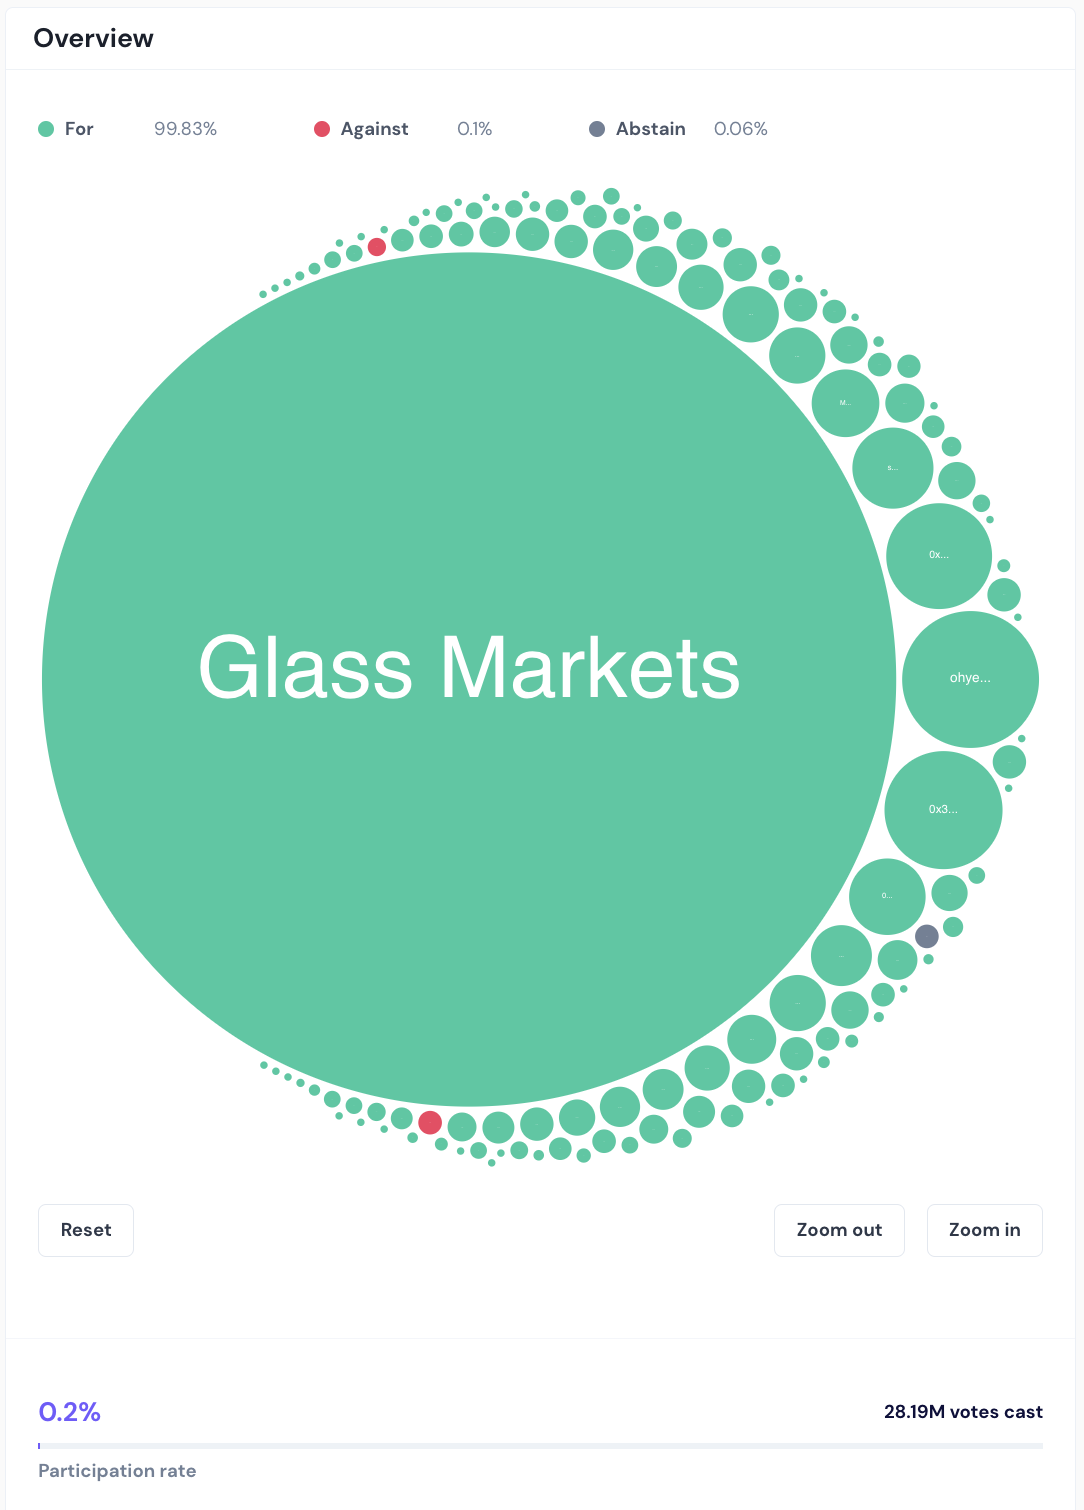 Overview
For 99.83% Against 0.1% Abstain 0.06%
M...
s...
0x...
Glass Markets
ohye...
0x3...
0...
Reset Zoom out Zoom in
0.2% 28.19M votes cast
Participation rate